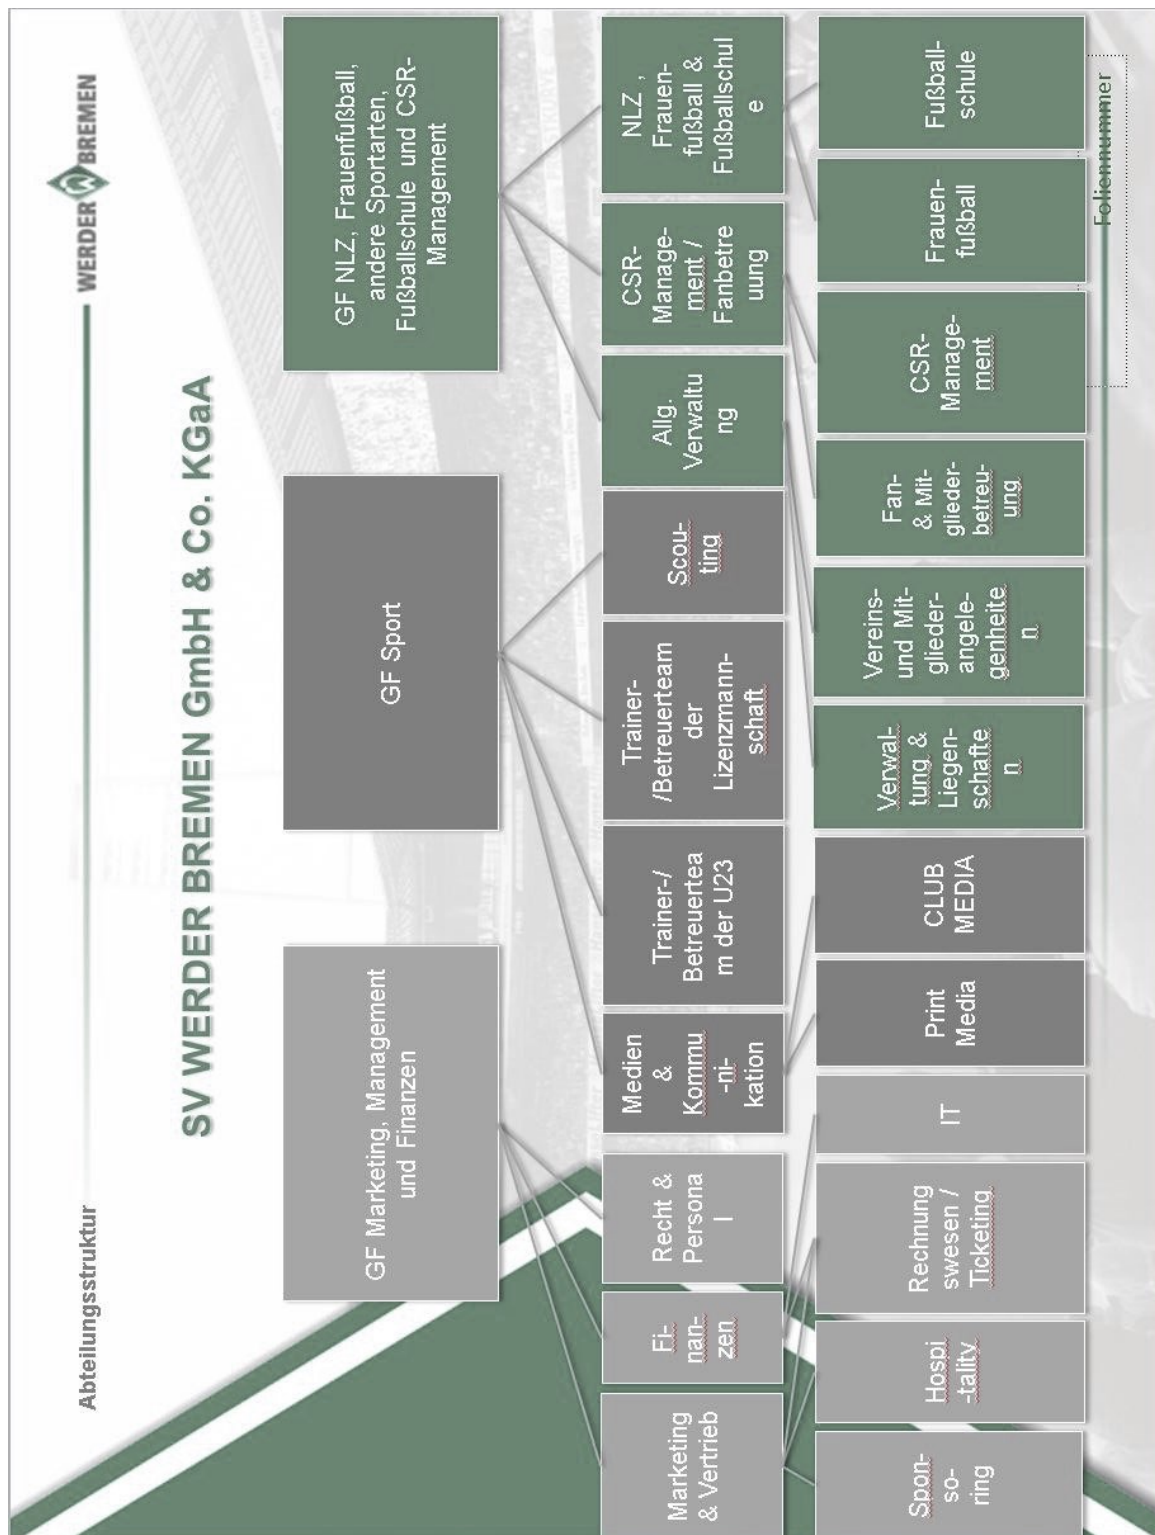 Abteilungsstruktur
WERDER BREMEN
SV WERDER BREMEN GmbH & Co. KGaA
GF Marketing, Management
und Finanzen
GF Sport
GF NLZ, Frauenfußball,
andere Sportarten,
Fußballschule und CSR-
Management
Marketing
& Vertrieb
Fi-
nan-
zen
Recht &
Persona
l
Medien
&
Kommu
-ni-
kation
Trainer-/
Betreuertea
m der U23
Trainer-
/Betreuerteam
der
Lizenzmann-
schaft
Scou-
ting
Allg.
Verwaltu
ng
CSR-
Manage-
ment /
Fanbetre
uung
NLZ ,
Frauen-
fußball &
Fußballschul
e
Spon-
so-
ring
Hospi
-tality
Rechnung
swesen /
Ticketing
IT
Print
Media
CLUB
MEDIA
Verwal-
tung &
Liegen-
schafte
n
Vereins-
und Mit-
glieder-
angele-
genheite
n
Fan-
& Mit-
glieder-
betreu-
ung
CSR-
Manage-
ment
Frauen-
fußball
Fußball-
schule
Foliennummer